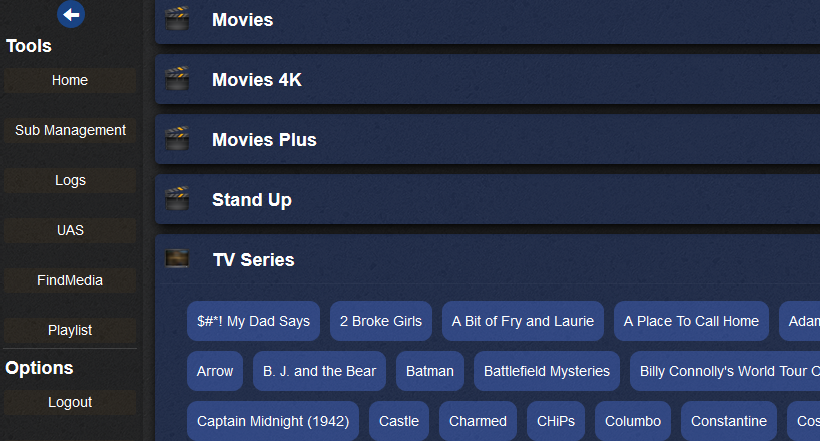 Tools
Home
Sub Management
Logs
UAS
FindMedia
Playlist
Options
Logout
Movies
Movies 4K
Movies Plus
Stand Up
TV Series
$#*! My Dad Says 2 Broke Girls A Bit of Fry and Laurie A Place To Call Home Adam
Arrow B. J. and the Bear Batman Battlefield Mysteries Billy Connolly's World Tour
Captain Midnight (1942) Castle Charmed CHiPs Columbo Constantine Cos